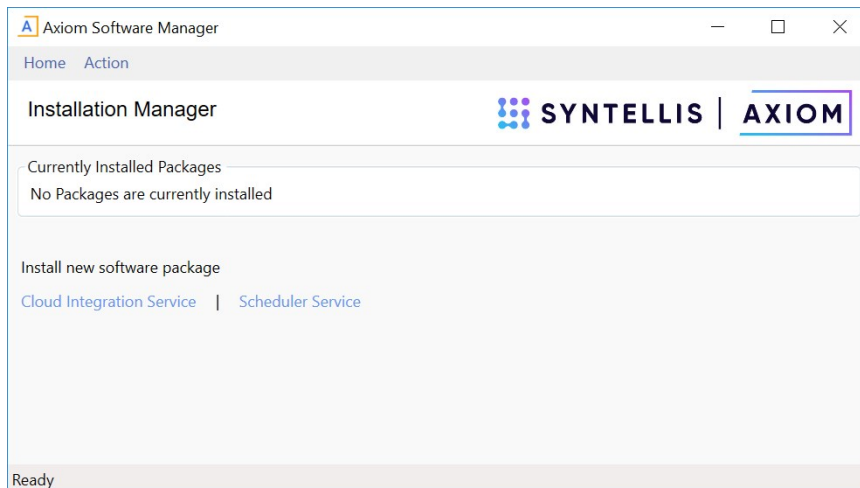 A Axiom Software Manager
Home Action
Installation Manager
SYNTELLIS | AXIOM
Currently Installed Packages
No Packages are currently installed
Install new software package
Cloud Integration Service | Scheduler Service
Ready